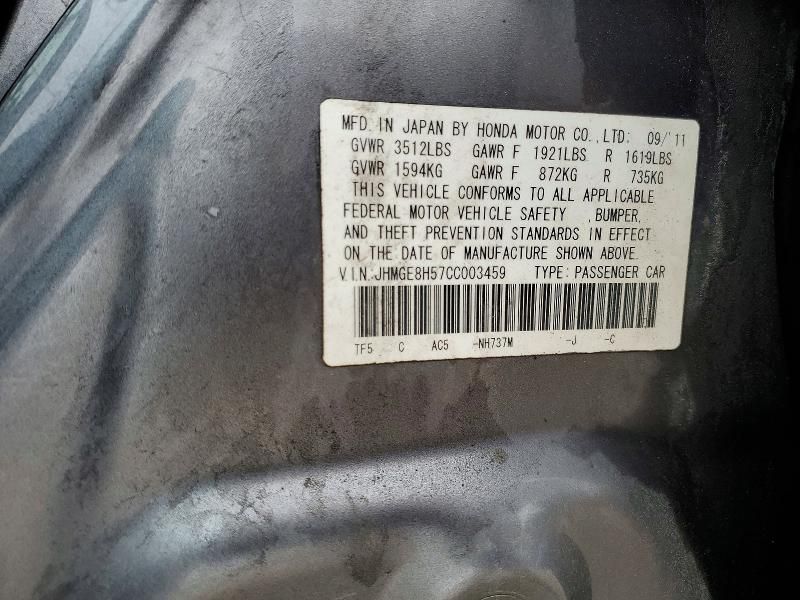 MFD. IN JAPAN BY HONDA MOTOR CO., LTD: 09/'11
GVWR 3512LBS GAWR F 1921LBS R 1619LBS
GVWR 1594KG GAWR F 872KG R 735KG
THIS VEHICLE CONFORMS TO ALL APPLICABLE
FEDERAL MOTOR VEHICLE SAFETY , BUMPER,
AND THEFT PREVENTION STANDARDS IN EFFECT
ON THE DATE OF MANUFACTURE SHOWN ABOVE.
V.I.N:JHMGE8H57CC003459 TYPE: PASSENGER CAR
TF5 C AC5 -NH737M -J -C